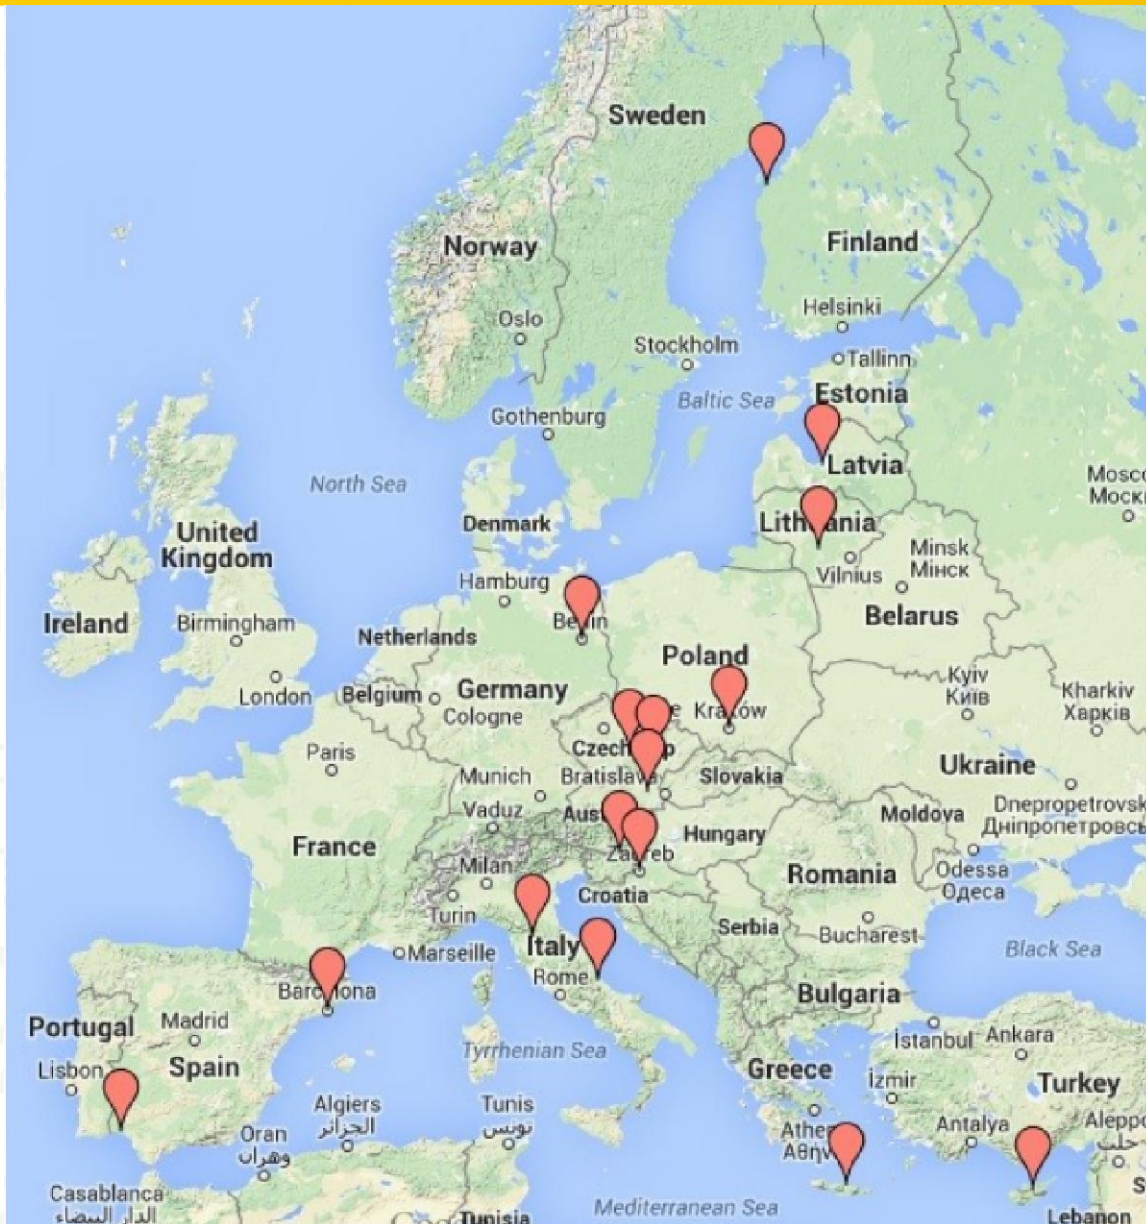 Sweden
Norway
Finland
Oslo
Helsinki
Stockholm
Tallinn
Baltic Sea
Estonia
Gothenburg
North Sea
Latvia
Denmark
United
Kingdom
Vilnius
Minsk
Мінск
Hamburg
Belarus
Ireland
Birmingham
Netherlands
Poland
London
Belgium
Germany
Cologne
Kyiv
Київ
Kharkiv
Харків
Paris
Munich
Slovakia
Ukraine
Vaduz
Hungary
Moldova
Dnepropetrovsk
France
Milan
Romania
Odessa
Одеса
Turin
Croatia
Serbia
Bucharest
Marseille
Italy
Rome
Black Sea
Bulgaria
Portugal
Madrid
İstanbul
Ankara
Lisbon
Spain
Tyrrhenian Sea
Greece
İzmir
Turkey
Algiers
الجزائر
Tunis
تونس
Antalya
Oran
وهران
Casablanca
الدار البيضاء
Mediterranean Sea
Tunisia
Lebanon